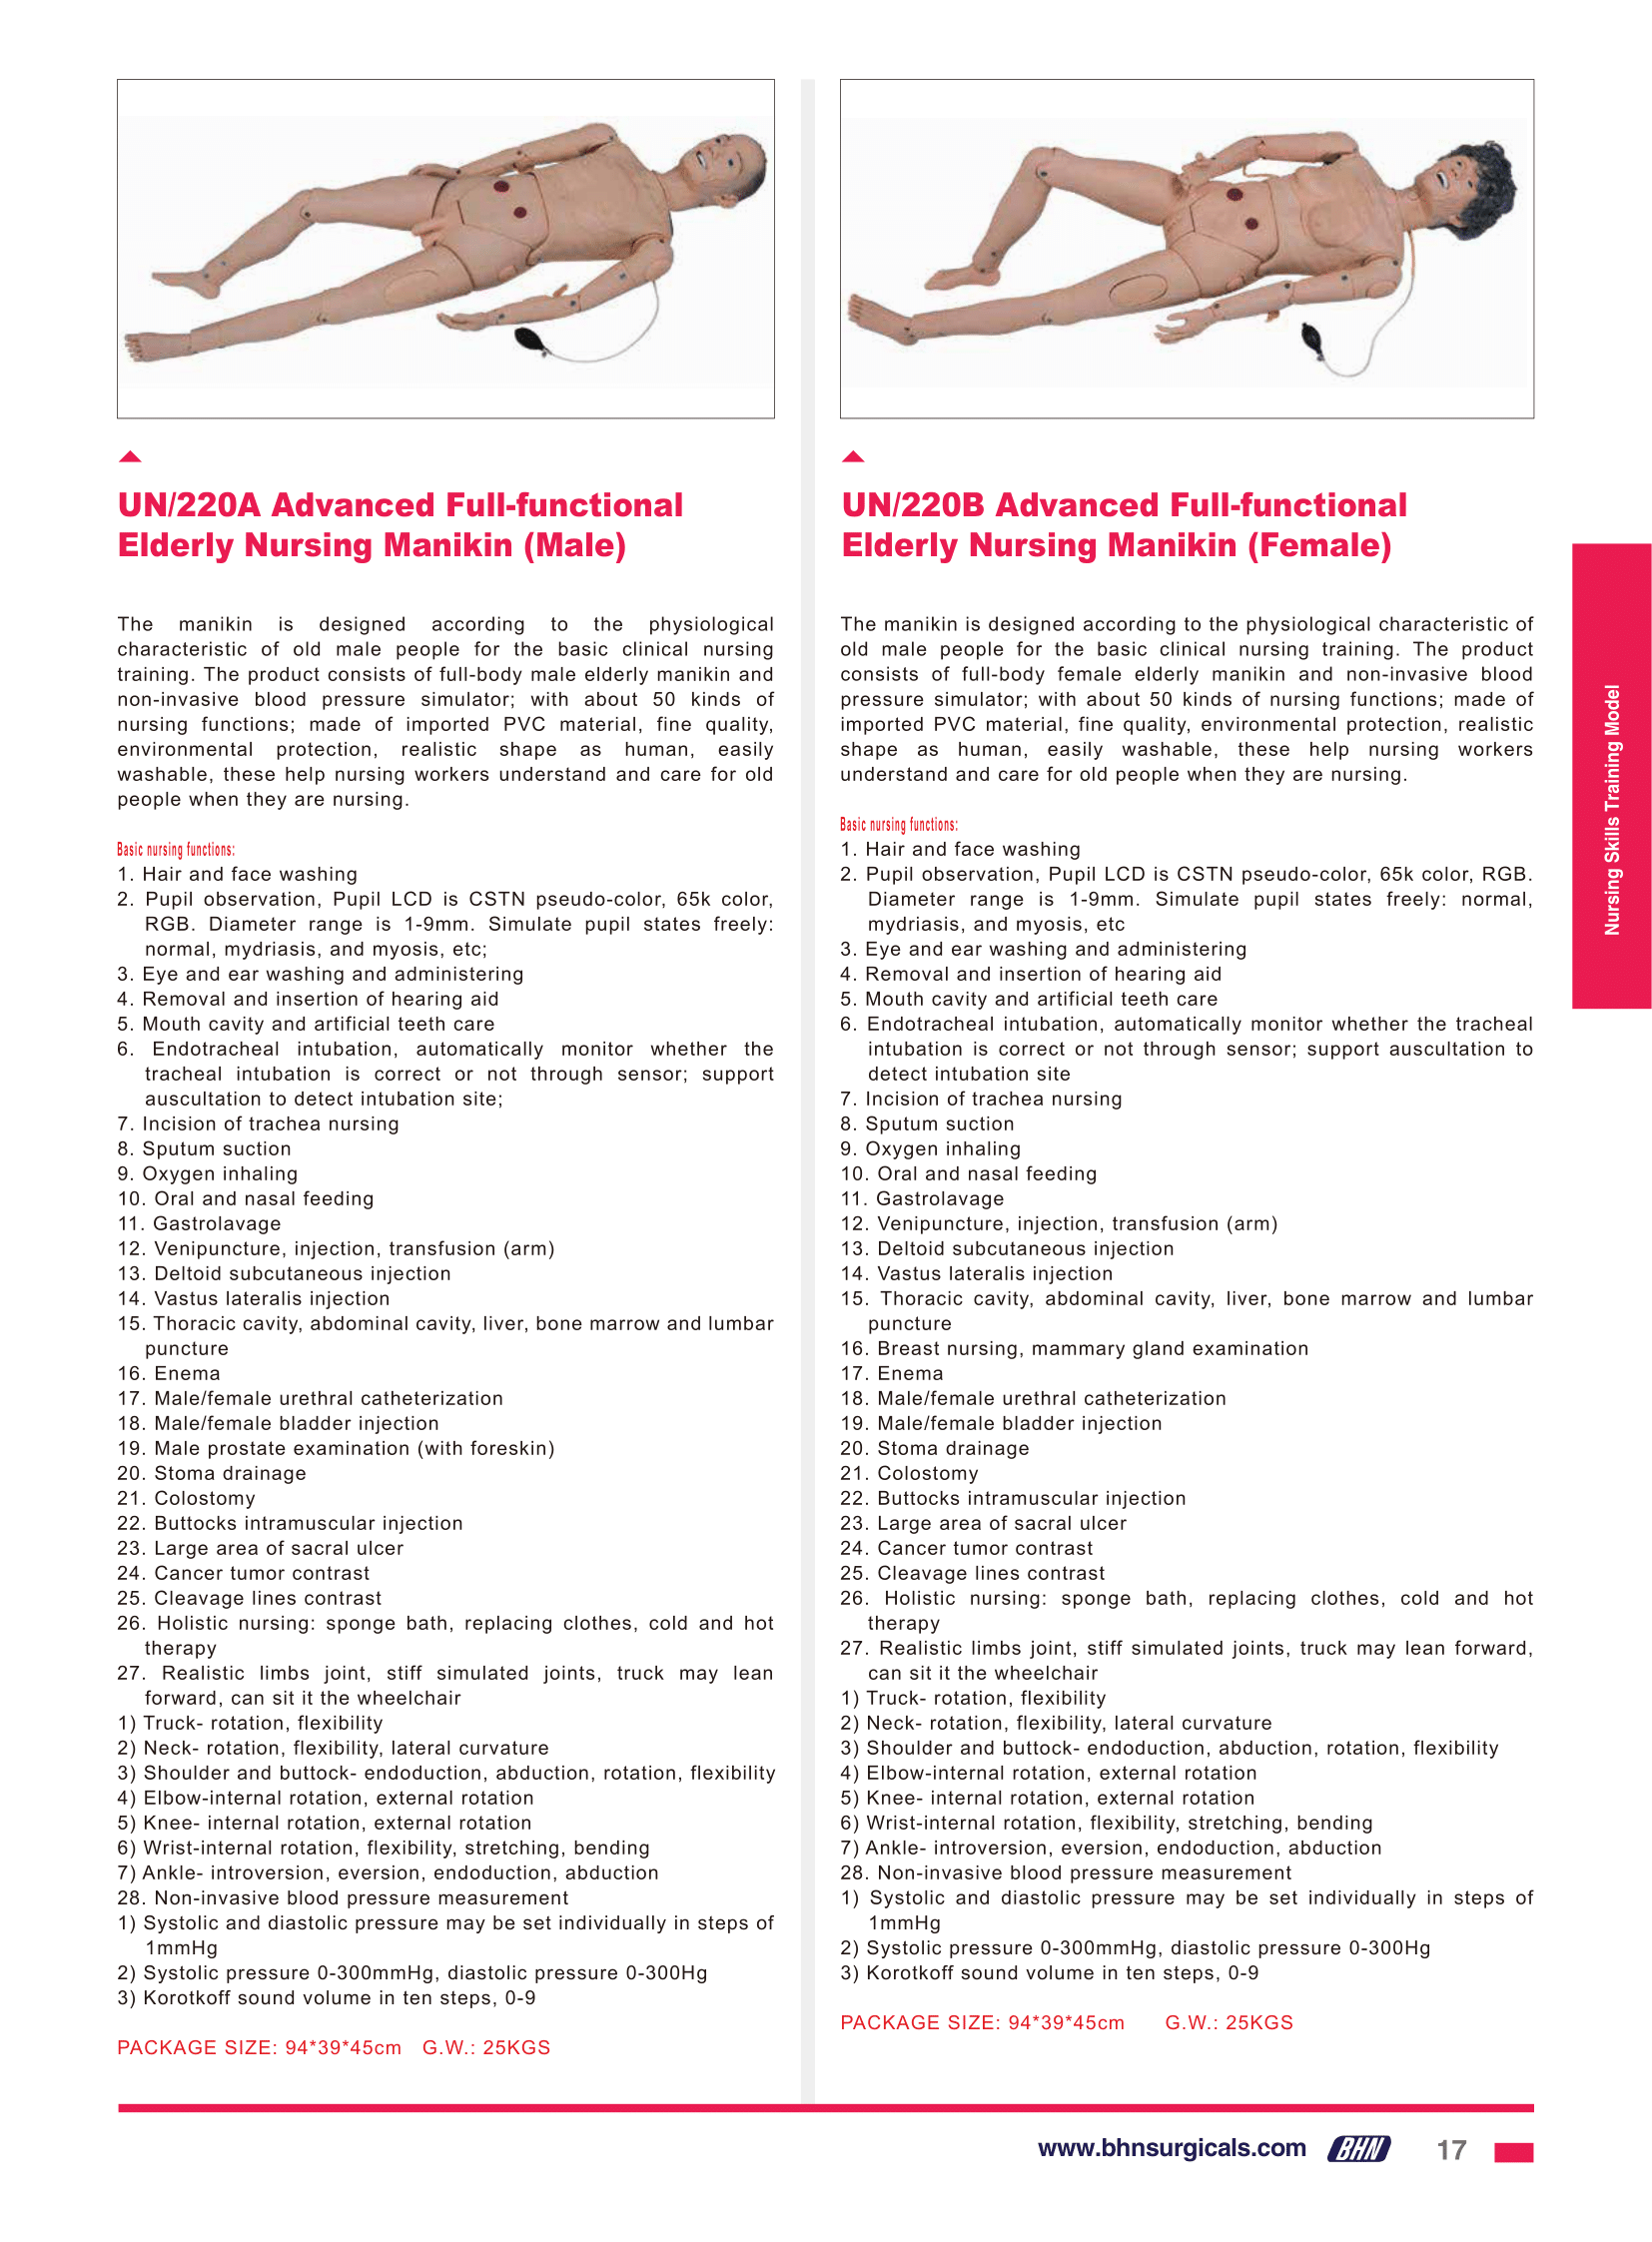 UN/220A Advanced Full-functional
Elderly Nursing Manikin (Male)
The manikin is designed according to the physiological
characteristic of old male people for the basic clinical nursing
training. The product consists of full-body male elderly manikin and
non-invasive blood pressure simulator; with about 50 kinds of
nursing functions; made of imported PVC material, fine quality,
environmental protection, realistic shape as human, easily
washable, these help nursing workers understand and care for old
people when they are nursing.
Basic nursing functions:
1. Hair and face washing
2. Pupil observation, Pupil LCD is CSTN pseudo-color, 65k color,
RGB. Diameter range is 1-9mm. Simulate pupil states freely:
normal, mydriasis, and myosis, etc;
3. Eye and ear washing and administering
4. Removal and insertion of hearing aid
5. Mouth cavity and artificial teeth care
6. Endotracheal intubation, automatically monitor whether the
tracheal intubation is correct or not through sensor; support
auscultation to detect intubation site;
7. Incision of trachea nursing
8. Sputum suction
9. Oxygen inhaling
10. Oral and nasal feeding
11. Gastrolavage
12. Venipuncture, injection, transfusion (arm)
13. Deltoid subcutaneous injection
14. Vastus lateralis injection
15. Thoracic cavity, abdominal cavity, liver, bone marrow and lumbar
puncture
16. Enema
17. Male/female urethral catheterization
18. Male/female bladder injection
19. Male prostate examination (with foreskin)
20. Stoma drainage
21. Colostomy
22. Buttocks intramuscular injection
23. Large area of sacral ulcer
24. Cancer tumor contrast
25. Cleavage lines contrast
26. Holistic nursing: sponge bath, replacing clothes, cold and hot
therapy
27. Realistic limbs joint, stiff simulated joints, truck may lean
forward, can sit it the wheelchair
1) Truck- rotation, flexibility
2) Neck- rotation, flexibility, lateral curvature
3) Shoulder and buttock- endoduction, abduction, rotation, flexibility
4) Elbow-internal rotation, external rotation
5) Knee- internal rotation, external rotation
6) Wrist-internal rotation, flexibility, stretching, bending
7) Ankle- introversion, eversion, endoduction, abduction
28. Non-invasive blood pressure measurement
1) Systolic and diastolic pressure may be set individually in steps of
1mmHg
2) Systolic pressure 0-300mmHg, diastolic pressure 0-300Hg
3) Korotkoff sound volume in ten steps, 0-9
PACKAGE SIZE: 94*39*45cm G.W.: 25KGS
UN/220B Advanced Full-functional
Elderly Nursing Manikin (Female)
The manikin is designed according to the physiological characteristic of
old male people for the basic clinical nursing training. The product
consists of full-body female elderly manikin and non-invasive blood
pressure simulator; with about 50 kinds of nursing functions; made of
imported PVC material, fine quality, environmental protection, realistic
shape as human, easily washable, these help nursing workers
understand and care for old people when they are nursing.
Basic nursing functions:
1. Hair and face washing
2. Pupil observation, Pupil LCD is CSTN pseudo-color, 65k color, RGB.
Diameter range is 1-9mm. Simulate pupil states freely: normal,
mydriasis, and myosis, etc
3. Eye and ear washing and administering
4. Removal and insertion of hearing aid
5. Mouth cavity and artificial teeth care
6. Endotracheal intubation, automatically monitor whether the tracheal
intubation is correct or not through sensor; support auscultation to
detect intubation site
7. Incision of trachea nursing
8. Sputum suction
9. Oxygen inhaling
10. Oral and nasal feeding
11. Gastrolavage
12. Venipuncture, injection, transfusion (arm)
13. Deltoid subcutaneous injection
14. Vastus lateralis injection
15. Thoracic cavity, abdominal cavity, liver, bone marrow and lumbar
puncture
16. Breast nursing, mammary gland examination
17. Enema
18. Male/female urethral catheterization
19. Male/female bladder injection
20. Stoma drainage
21. Colostomy
22. Buttocks intramuscular injection
23. Large area of sacral ulcer
24. Cancer tumor contrast
25. Cleavage lines contrast
26. Holistic nursing: sponge bath, replacing clothes, cold and hot
therapy
27. Realistic limbs joint, stiff simulated joints, truck may lean forward,
can sit it the wheelchair
1) Truck- rotation, flexibility
2) Neck- rotation, flexibility, lateral curvature
3) Shoulder and buttock- endoduction, abduction, rotation, flexibility
4) Elbow-internal rotation, external rotation
5) Knee- internal rotation, external rotation
6) Wrist-internal rotation, flexibility, stretching, bending
7) Ankle- introversion, eversion, endoduction, abduction
28. Non-invasive blood pressure measurement
1) Systolic and diastolic pressure may be set individually in steps of
1mmHg
2) Systolic pressure 0-300mmHg, diastolic pressure 0-300Hg
3) Korotkoff sound volume in ten steps, 0-9
PACKAGE SIZE: 94*39*45cm G.W.: 25KGS
Nursing Skills Training Model
www.bhnsurgicals.com BHN 17